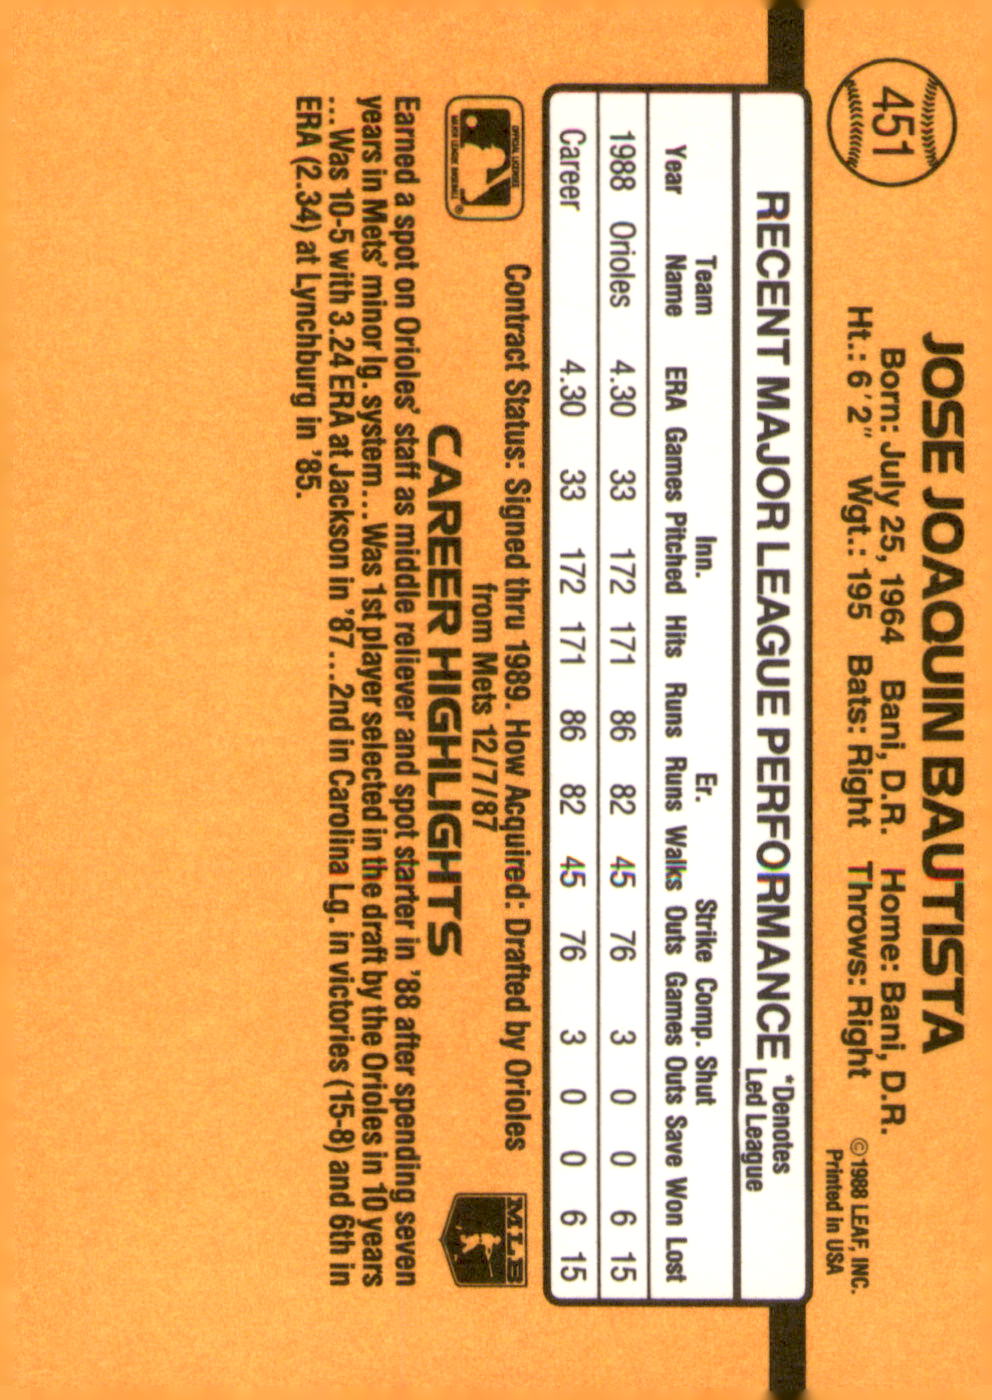 451
JOSE JOAQUIN BAUTISTA
Born: July 25, 1964 Bani, D.R. Home: Bani, D.R.
Ht.: 6'2" Wgt.: 195 Bats: Right Throws: Right
©1988 LEAF, INC.
Printed in USA
RECENT MAJOR LEAGUE PERFORMANCE *Denotes
Led League
Team Inn. Er. Strike Comp. Shut
Year Name ERA Games Pitched Hits Runs Runs Walks Outs Games Outs Save Won Lost
1988 Orioles 4.30 33 172 171 86 82 45 76 3 0 0 6 15
Career 4.30 33 172 171 86 82 45 76 3 0 0 6 15
OFFICIAL LICENSEE
MAJOR LEAGUE BASEBALL
®
Contract Status: Signed thru 1989. How Acquired: Drafted by Orioles
from Mets 12/7/87
MLB
CAREER HIGHLIGHTS
Earned a spot on Orioles' staff as middle reliever and spot starter in '88 after spending seven
years in Mets' minor lg. system...Was 1st player selected in the draft by the Orioles in 10 years
...Was 10-5 with 3.24 ERA at Jackson in '87...2nd in Carolina Lg. in victories (15-8) and 6th in
ERA (2.34) at Lynchburg in '85.